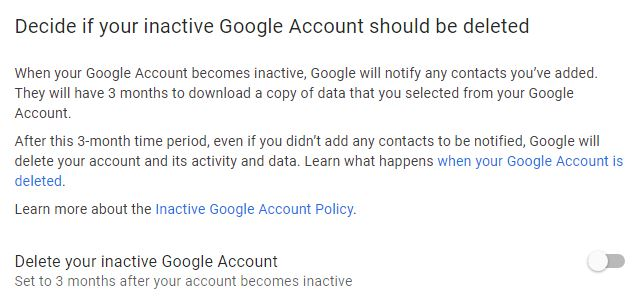 Decide if your inactive Google Account should be deleted
When your Google Account becomes inactive, Google will notify any contacts you’ve added.
They will have 3 months to download a copy of data that you selected from your Google
Account.
After this 3-month time period, even if you didn’t add any contacts to be notified, Google will
delete your account and its activity and data. Learn what happens when your Google Account is
deleted.
Learn more about the Inactive Google Account Policy.
Delete your inactive Google Account
Set to 3 months after your account becomes inactive